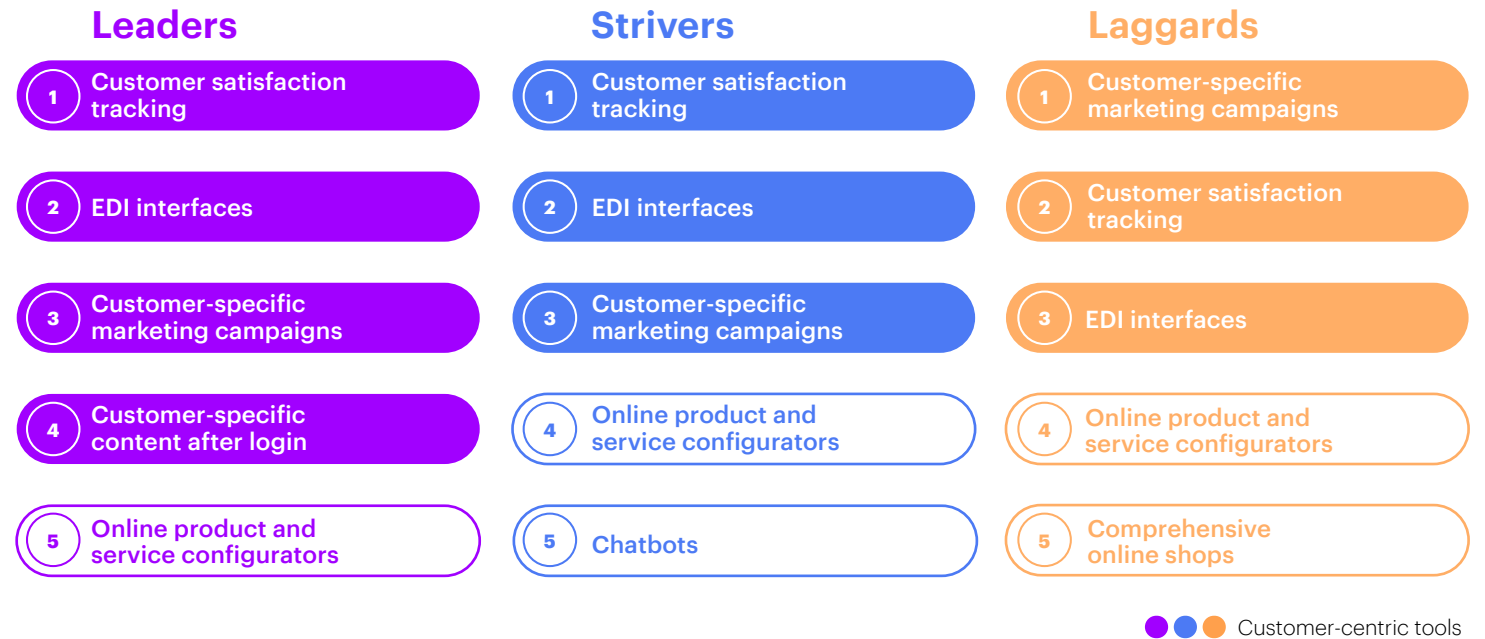 Leaders
1
Customer satisfaction
tracking
2
EDI interfaces
3
Customer-specific
marketing campaigns
4
Customer-specific
content after login
5
Online product and
service configurators
Strivers
1
Customer satisfaction
tracking
2
EDI interfaces
3
Customer-specific
marketing campaigns
4
Online product and
service configurators
5
Chatbots
Laggards
1
Customer-specific
marketing campaigns
2
Customer satisfaction
tracking
3
EDI interfaces
4
Online product and
service configurators
5
Comprehensive
online shops
Customer-centric tools